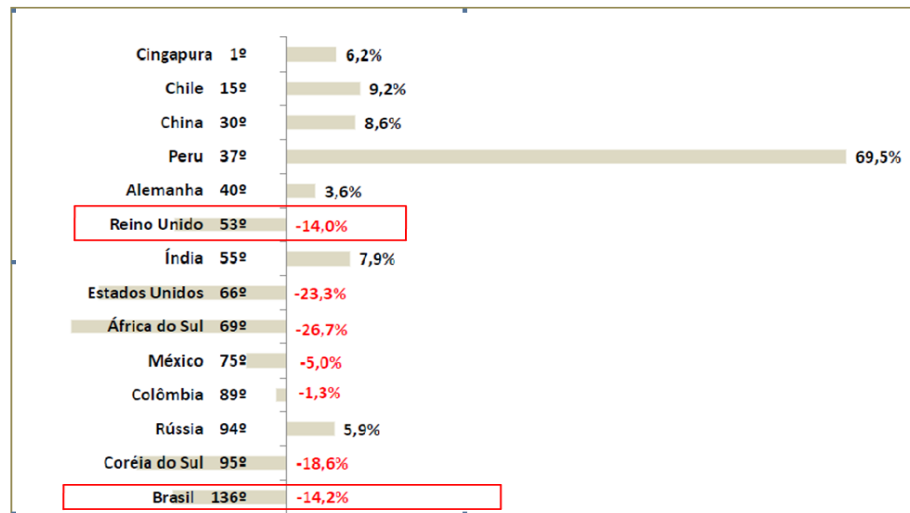 Cingapura 1º 6,2%
Chile 15º 9,2%
China 30º 8,6%
Peru 37º 69,5%
Alemanha 40º 3,6%
Reino Unido 53º -14,0%
Índia 55º 7,9%
Estados Unidos 66º -23,3%
África do Sul 69º -26,7%
México 75º -5,0%
Colômbia 89º -1,3%
Rússia 94º 5,9%
Coréia do Sul 95º -18,6%
Brasil 136º -14,2%